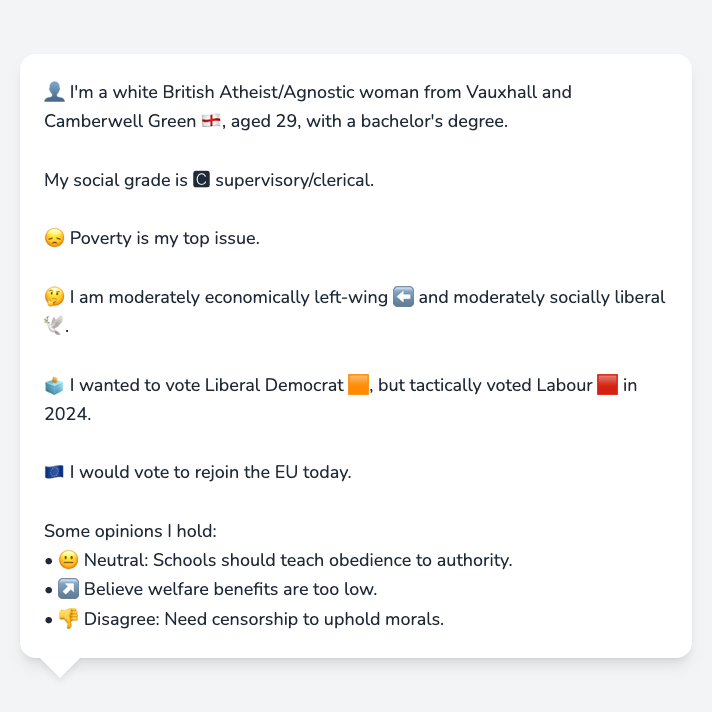 👤 I'm a white British Atheist/Agnostic woman from Vauxhall and
Camberwell Green 🏴󠁧󠁢󠁥󠁮󠁧󠁿, aged 29, with a bachelor's degree.
My social grade is 🅲 supervisory/clerical.
😞 Poverty is my top issue.
🤔 I am moderately economically left-wing ⬅️ and moderately socially liberal
🕊️.
🗳️ I wanted to vote Liberal Democrat 🟧, but tactically voted Labour 🟥 in
2024.
🇪🇺 I would vote to rejoin the EU today.
Some opinions I hold:
• 😐 Neutral: Schools should teach obedience to authority.
• ↗️ Believe welfare benefits are too low.
• 👎 Disagree: Need censorship to uphold morals.